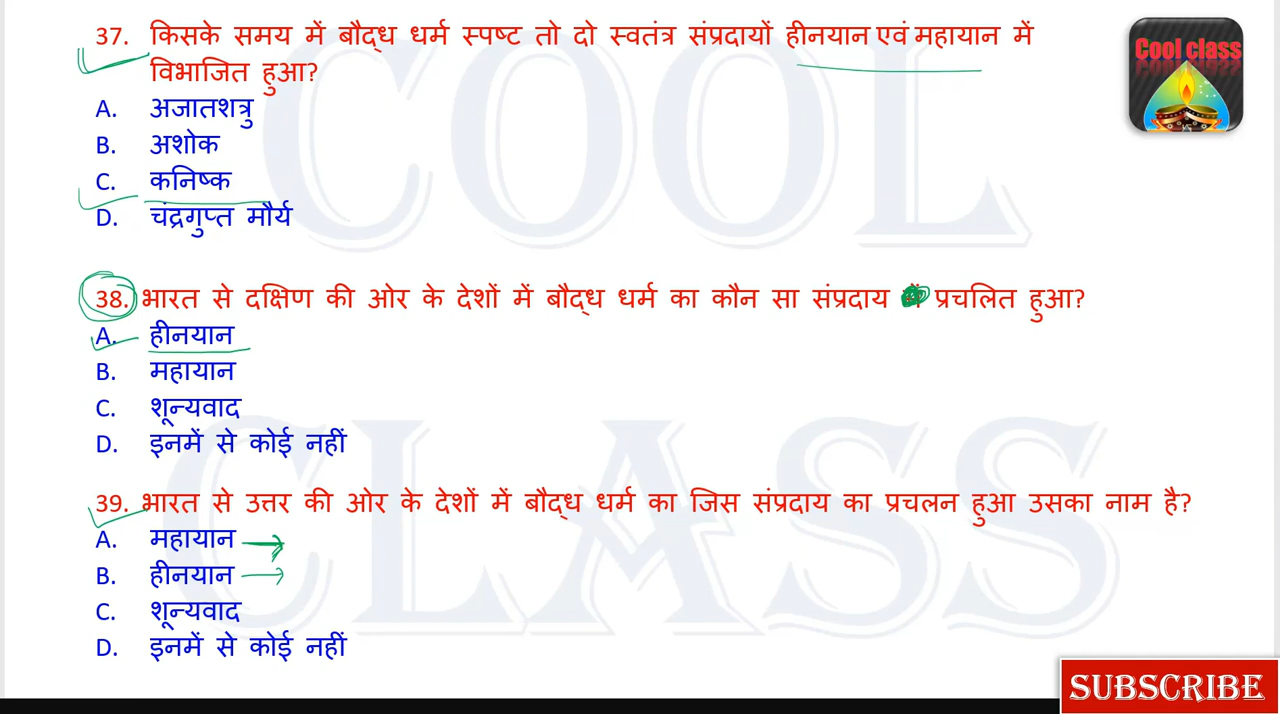 37. किसके समय में बौद्ध धर्म स्पष्ट तो दो स्वतंत्र संप्रदायों हीनयान एवं महायान में
विभाजित हुआ?
A. अजातशत्रु
B. अशोक
C. कनिष्क
D. चंद्रगुप्त मौर्य
Cool class
COOL
38. भारत से दक्षिण की ओर के देशों में बौद्ध धर्म का कौन सा संप्रदाय प्रचलित हुआ?
A. हीनयान
B. महायान
C. शून्यवाद
D. इनमें से कोई नहीं
39. भारत से उत्तर की ओर के देशों में बौद्ध धर्म का जिस संप्रदाय का प्रचलन हुआ उसका नाम है?
A. महायान
B. हीनयान
C. शून्यवाद
D. इनमें से कोई नहीं
CLASS
SUBSCRIBE